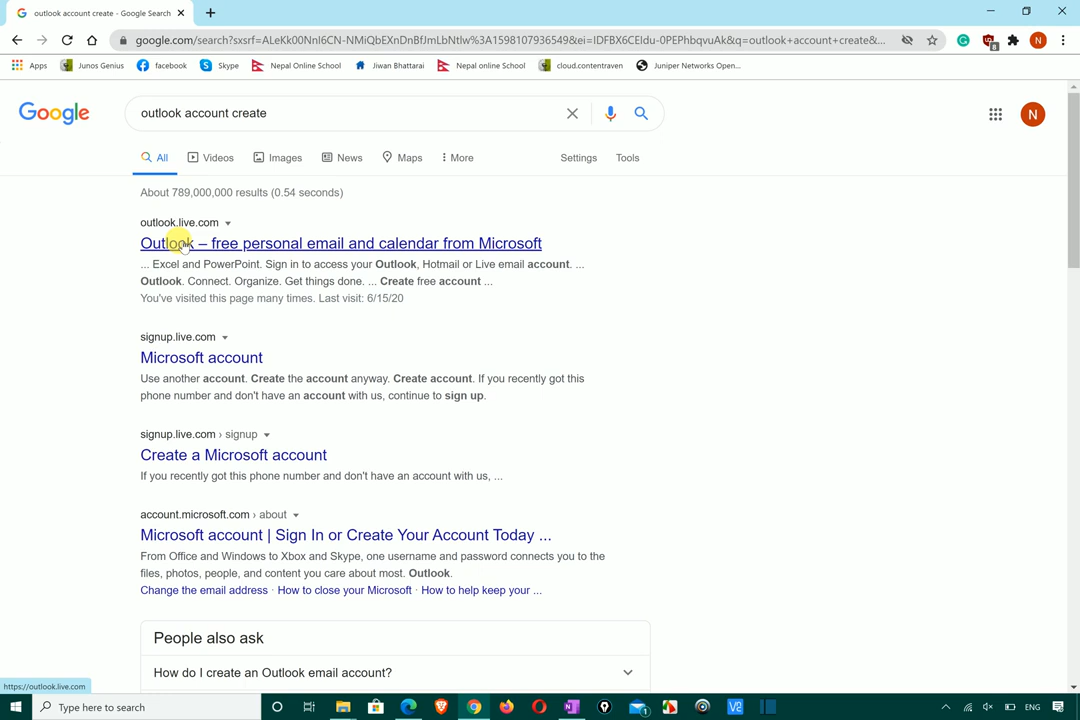 outlook account create - Google Search
google.com/search?sxsrf=ALeKk00NnI6CN-NMiQbEXnDnBfJmLbNtlw%3A1598107936549&ei=IDFBX6CEIdu-0PEPhbqvuAk&q=outlook+account+create&...
Apps
Junos Genius
facebook
Skype
Nepal Online School
Jiwan Bhattarai
Nepal online School
cloud.contentraven
Juniper Networks Open...
Google
outlook account create
N
All
Videos
Images
News
Maps
More
Settings
Tools
About 789,000,000 results (0.54 seconds)
outlook.live.com
Outlook – free personal email and calendar from Microsoft
... Excel and PowerPoint. Sign in to access your Outlook, Hotmail or Live email account. ...
Outlook. Connect. Organize. Get things done. ... Create free account ...
You've visited this page many times. Last visit: 6/15/20
signup.live.com
Microsoft account
Use another account. Create the account anyway. Create account. If you recently got this
phone number and don't have an account with us, continue to sign up.
signup.live.com › signup
Create a Microsoft account
If you recently got this phone number and don't have an account with us, ...
account.microsoft.com › about
Microsoft account | Sign In or Create Your Account Today ...
From Office and Windows to Xbox and Skype, one username and password connects you to the
files, photos, people, and content you care about most. Outlook.
Change the email address · How to close your Microsoft · How to help keep your ...
People also ask
How do I create an Outlook email account?
https://outlook.live.com
Type here to search
ENG